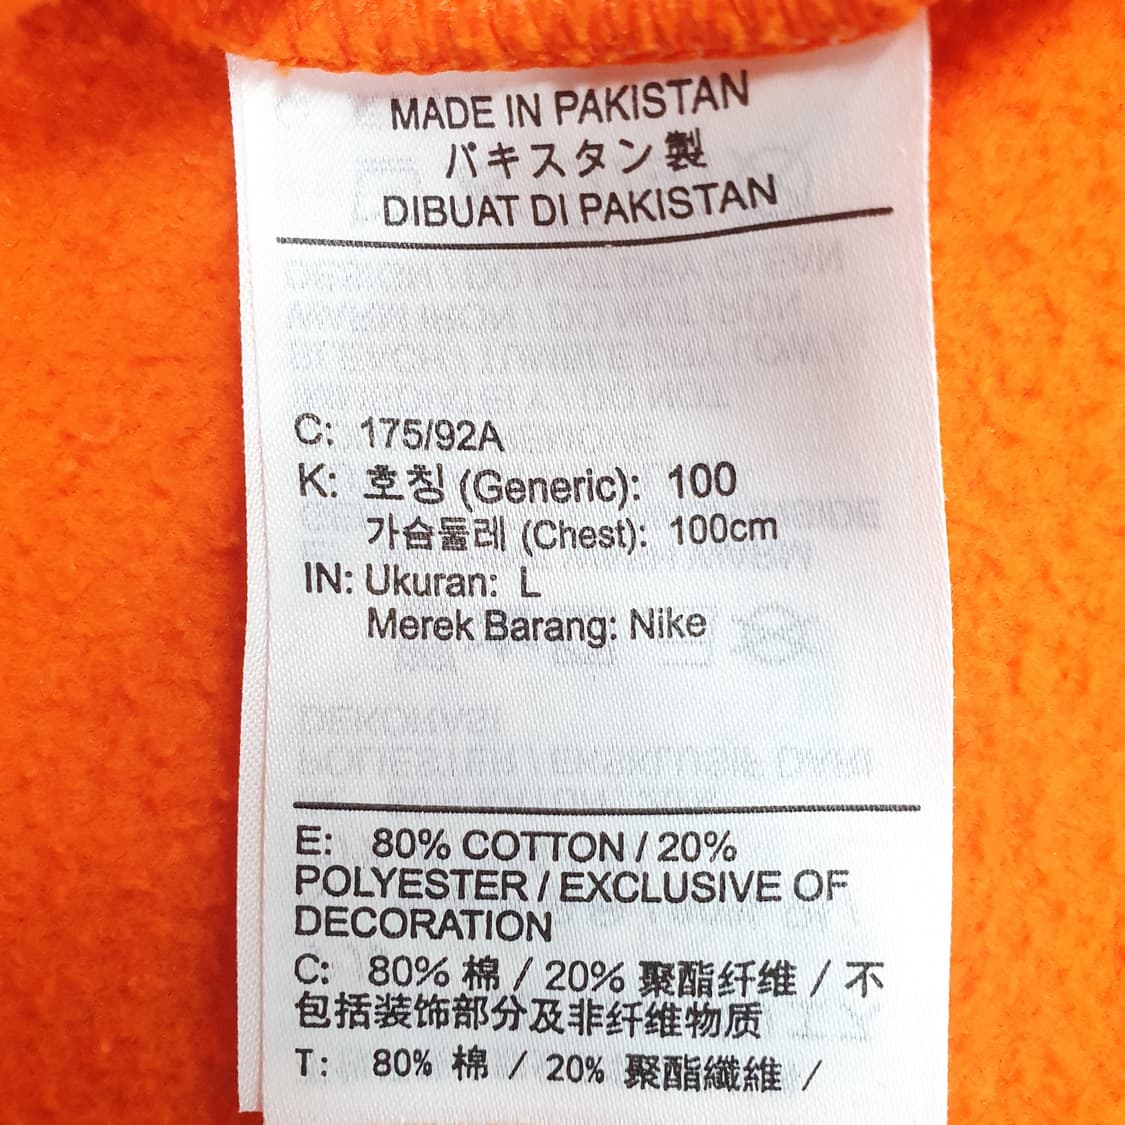 MADE IN PAKISTAN
パキスタン製
DIBUAT DI PAKISTAN
C: 175/92A
K: 호칭 (Generic): 100
가슴둘레 (Chest): 100cm
IN: Ukuran: L
Merek Barang: Nike
E: 80% COTTON / 20%
POLYESTER / EXCLUSIVE OF
DECORATION
C: 80% 棉 / 20% 聚酯纤维 / 不
包括装饰部分及非纤维物质
T: 80% 棉 / 20% 聚酯纖維 /